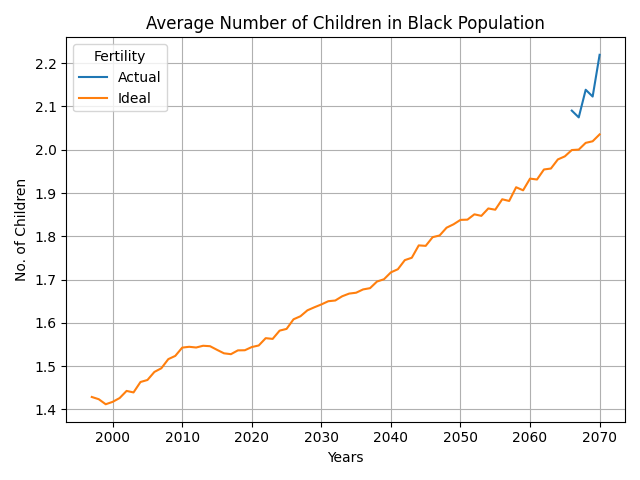 Average Number of Children in Black Population
Fertility
Actual
Ideal
No. of Children
2.2
2.1
2.0
1.9
1.8
1.7
1.6
1.5
1.4
2000 2010 2020 2030 2040 2050 2060 2070
Years